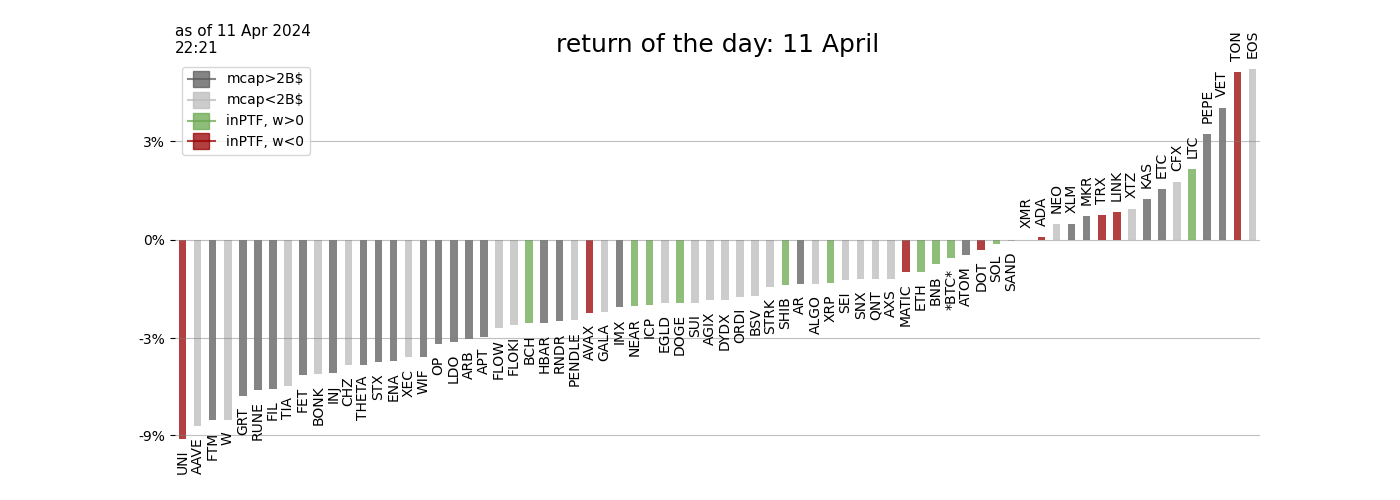 as of 11 Apr 2024
22:21
return of the day: 11 April
mcap>2B$
mcap<2B$
inPTF, w>0
inPTF, w<0
3%
0%
-3%
-9%
UNI
AAVE
FTM
W
GRT
RUNE
FIL
TIA
FET
BONK
INJ
CHZ
THETA
STX
ENA
XEC
WIF
OP
LDO
ARB
APT
FLOW
FLOKI
BCH
HBAR
RNDR
PENDLE
AVAX
GALA
IMX
NEAR
ICP
EGLD
DOGE
SUI
AGIX
DYDX
ORDI
BSV
STRK
SHIB
AR
ALGO
XRP
SEI
SNX
QNT
AXS
MATIC
ETH
BNB
*BTC*
ATOM
DOT
SOL
SAND
XMR
ADA
NEO
XLM
MKR
TRX
LINK
XTZ
KAS
ETC
CFX
LTC
PEPE
VET
TON
EOS